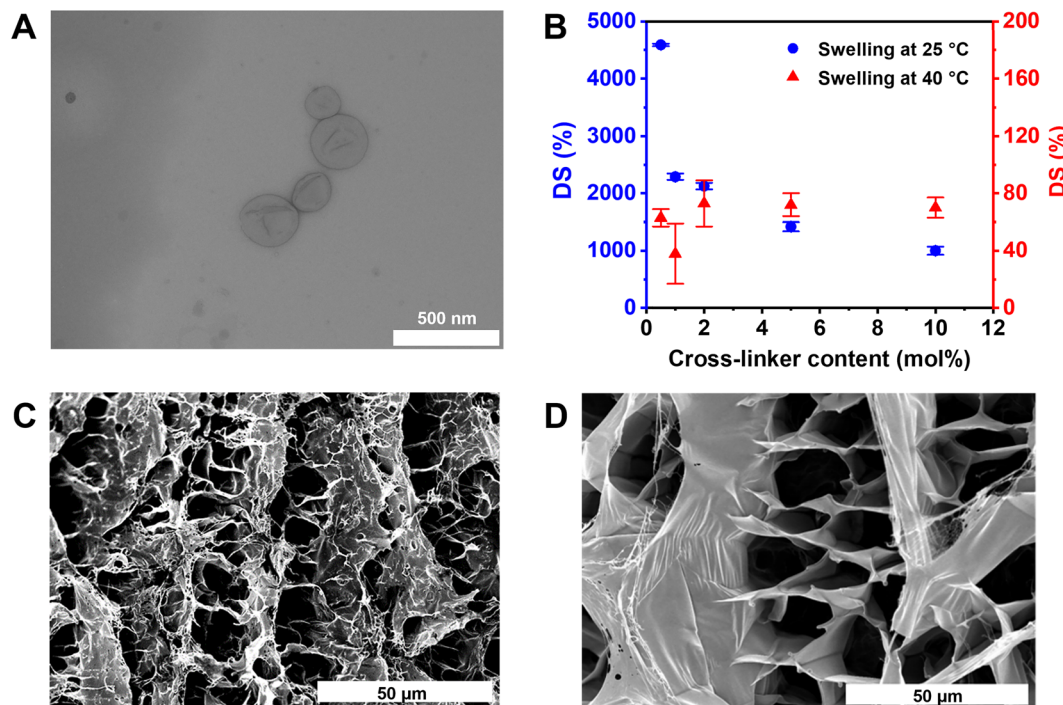 A
500 nm
B
5000
4000
3000
2000
1000
0
DS (%)
200
160
120
80
40
0
DS (%)
Swelling at 25 °C
Swelling at 40 °C
0 2 4 6 8 10 12
Cross-linker content (mol%)
C
50 µm
D
50 µm